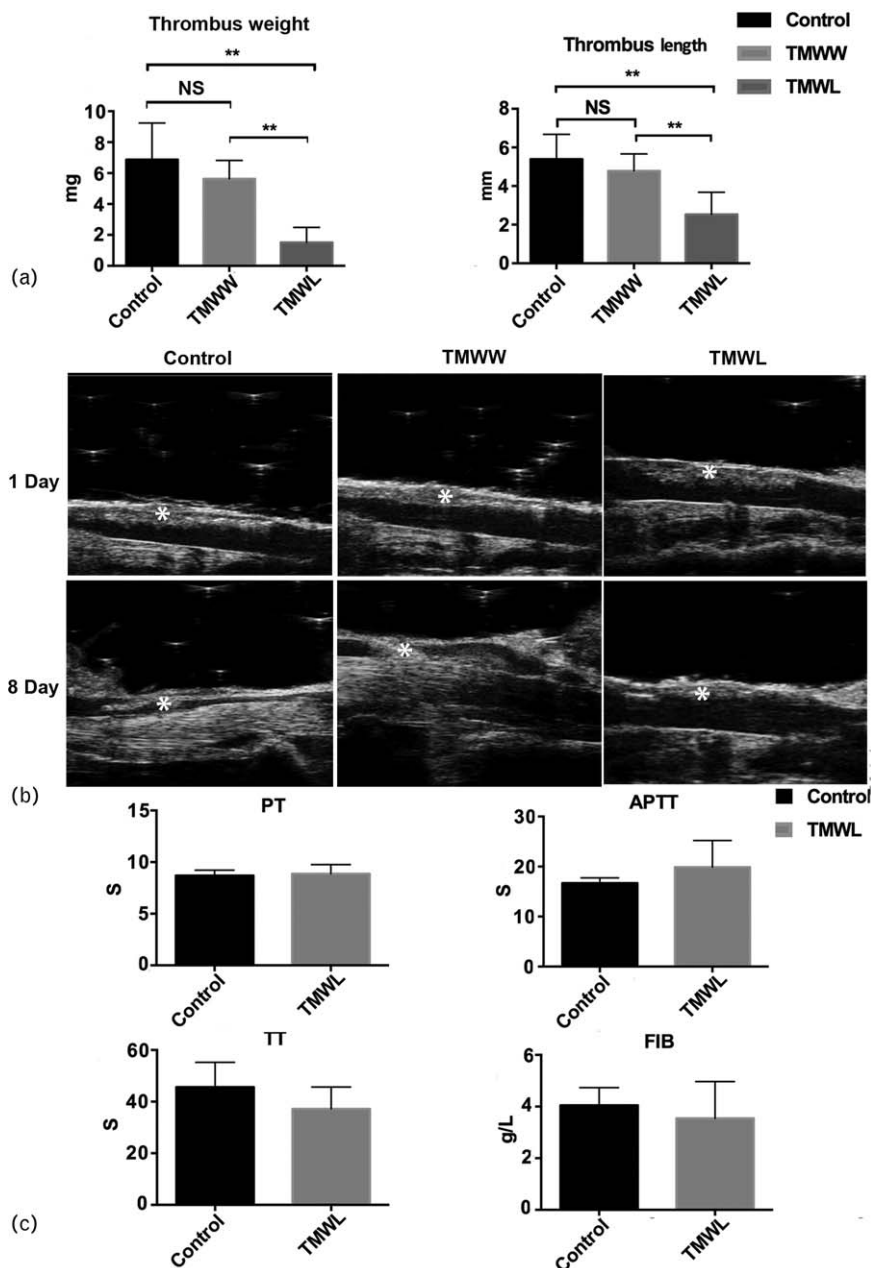 Thrombus weight
**
NS
**
10
8
6
4
2
0
mg
Control
TMWW
TMWL
Thrombus length
**
NS
**
6
4
2
0
mm
Control
TMWW
TMWL
Control
TMWW
TMWL
(a)
Control TMWW TMWL
1 Day
* * *
8 Day
* * *
(b)
PT
15
10
5
0
S
Control
TMWL
APTT
30
20
10
0
S
Control
TMWL
Control
TMWL
TT
60
40
20
0
S
Control
TMWL
FIB
6
4
2
0
g/L
Control
TMWL
(c)